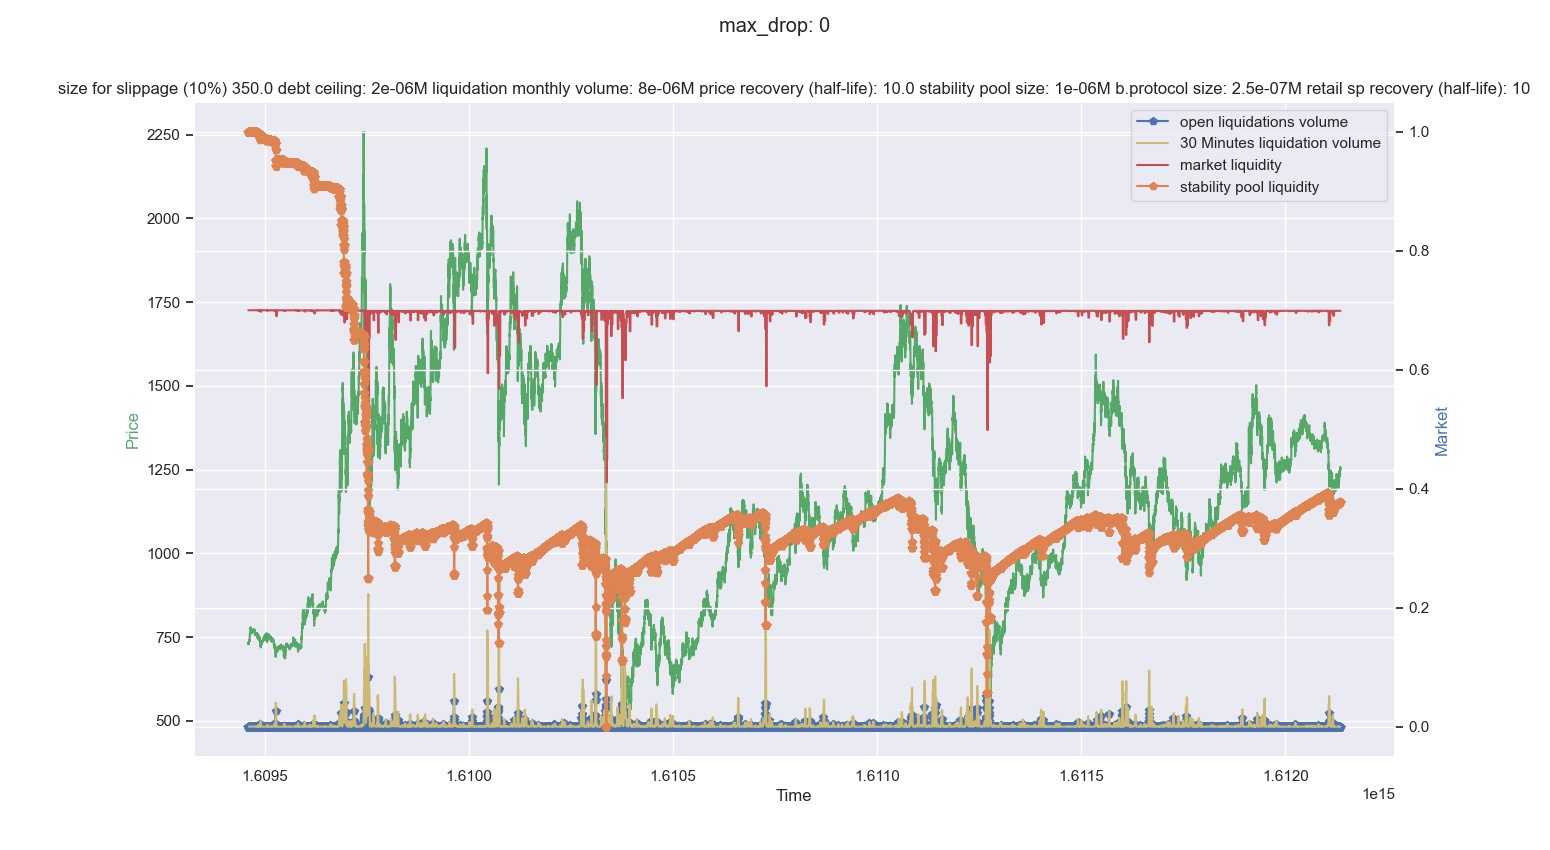 max_drop: 0
size for slippage (10%) 350.0 debt ceiling: 2e-06M liquidation monthly volume: 8e-06M price recovery (half-life): 10.0 stability pool size: 1e-06M b.protocol size: 2.5e-07M retail sp recovery (half-life): 10
open liquidations volume
30 Minutes liquidation volume
market liquidity
stability pool liquidity
2250
2000
1750
1500
1250
1000
750
500
Price
1.0
0.8
0.6
0.4
0.2
0.0
Market
1.6095
1.6100
1.6105
1.6110
1.6115
1.6120
1e15
Time